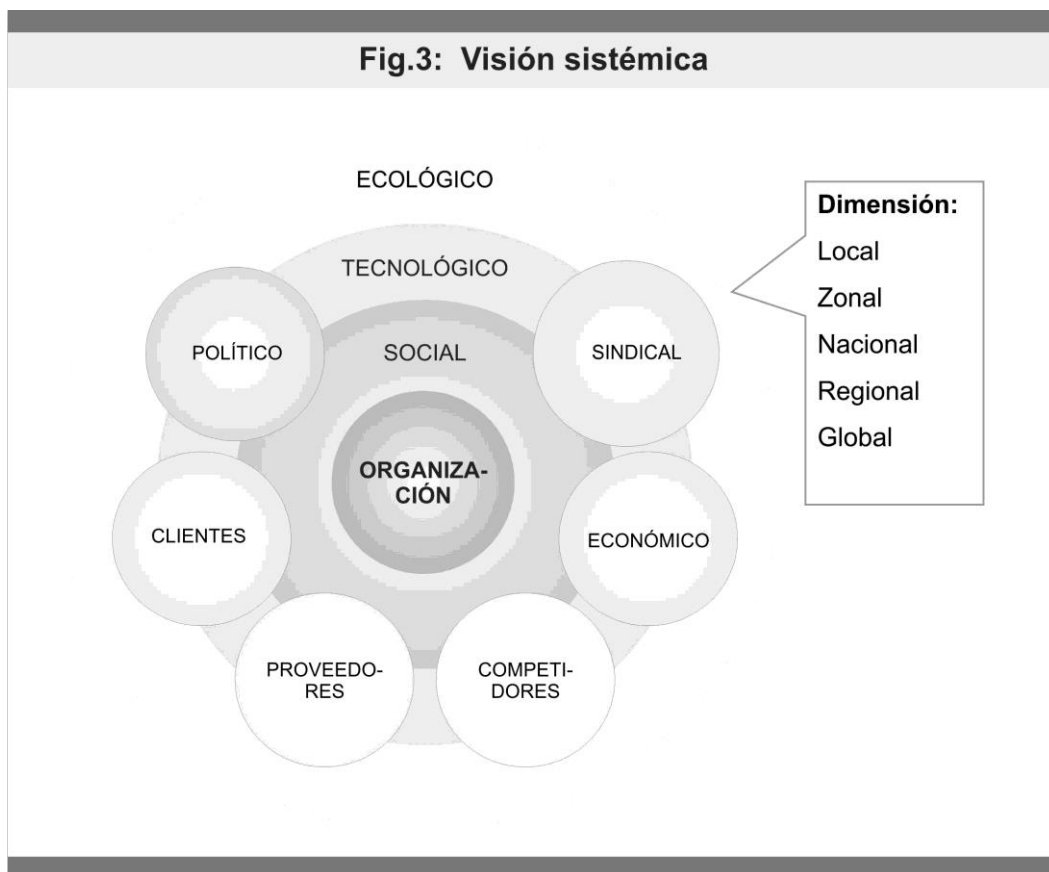 Fig.3: Visión sistémica
ECOLÓGICO
TECNOLÓGICO
SOCIAL
POLÍTICO
SINDICAL
ORGANIZA-
CIÓN
CLIENTES
ECONÓMICO
PROVEEDO-
RES
COMPETI-
DORES
Dimensión:
Local
Zonal
Nacional
Regional
Global